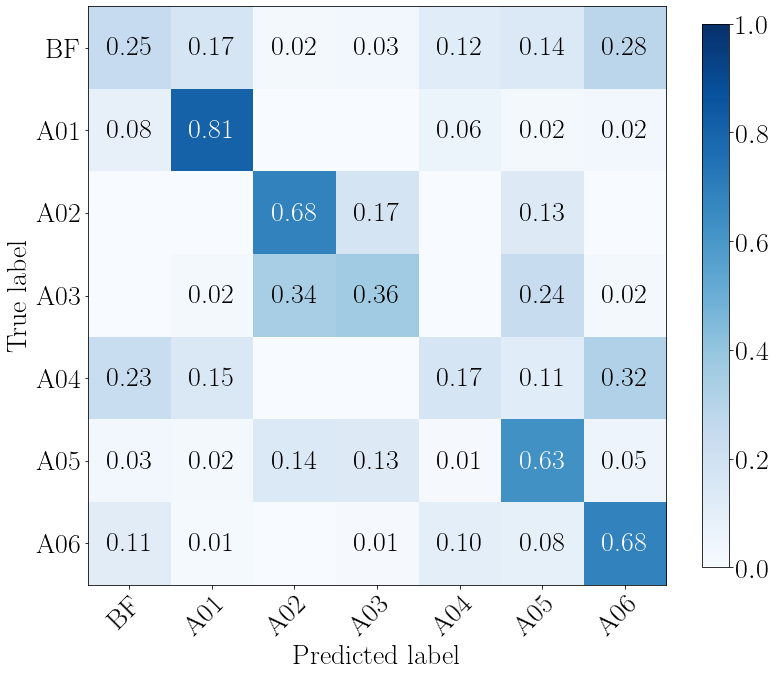 BF 0.25 0.17 0.02 0.03 0.12 0.14 0.28
A01 0.08 0.81 0.06 0.02 0.02
A02 0.68 0.17 0.13
A03 0.02 0.34 0.36 0.24 0.02
A04 0.23 0.15 0.17 0.11 0.32
A05 0.03 0.02 0.14 0.13 0.01 0.63 0.05
A06 0.11 0.01 0.01 0.10 0.08 0.68
BF A01 A02 A03 A04 A05 A06
Predicted label
True label
1.0
0.8
0.6
0.4
0.2
0.0